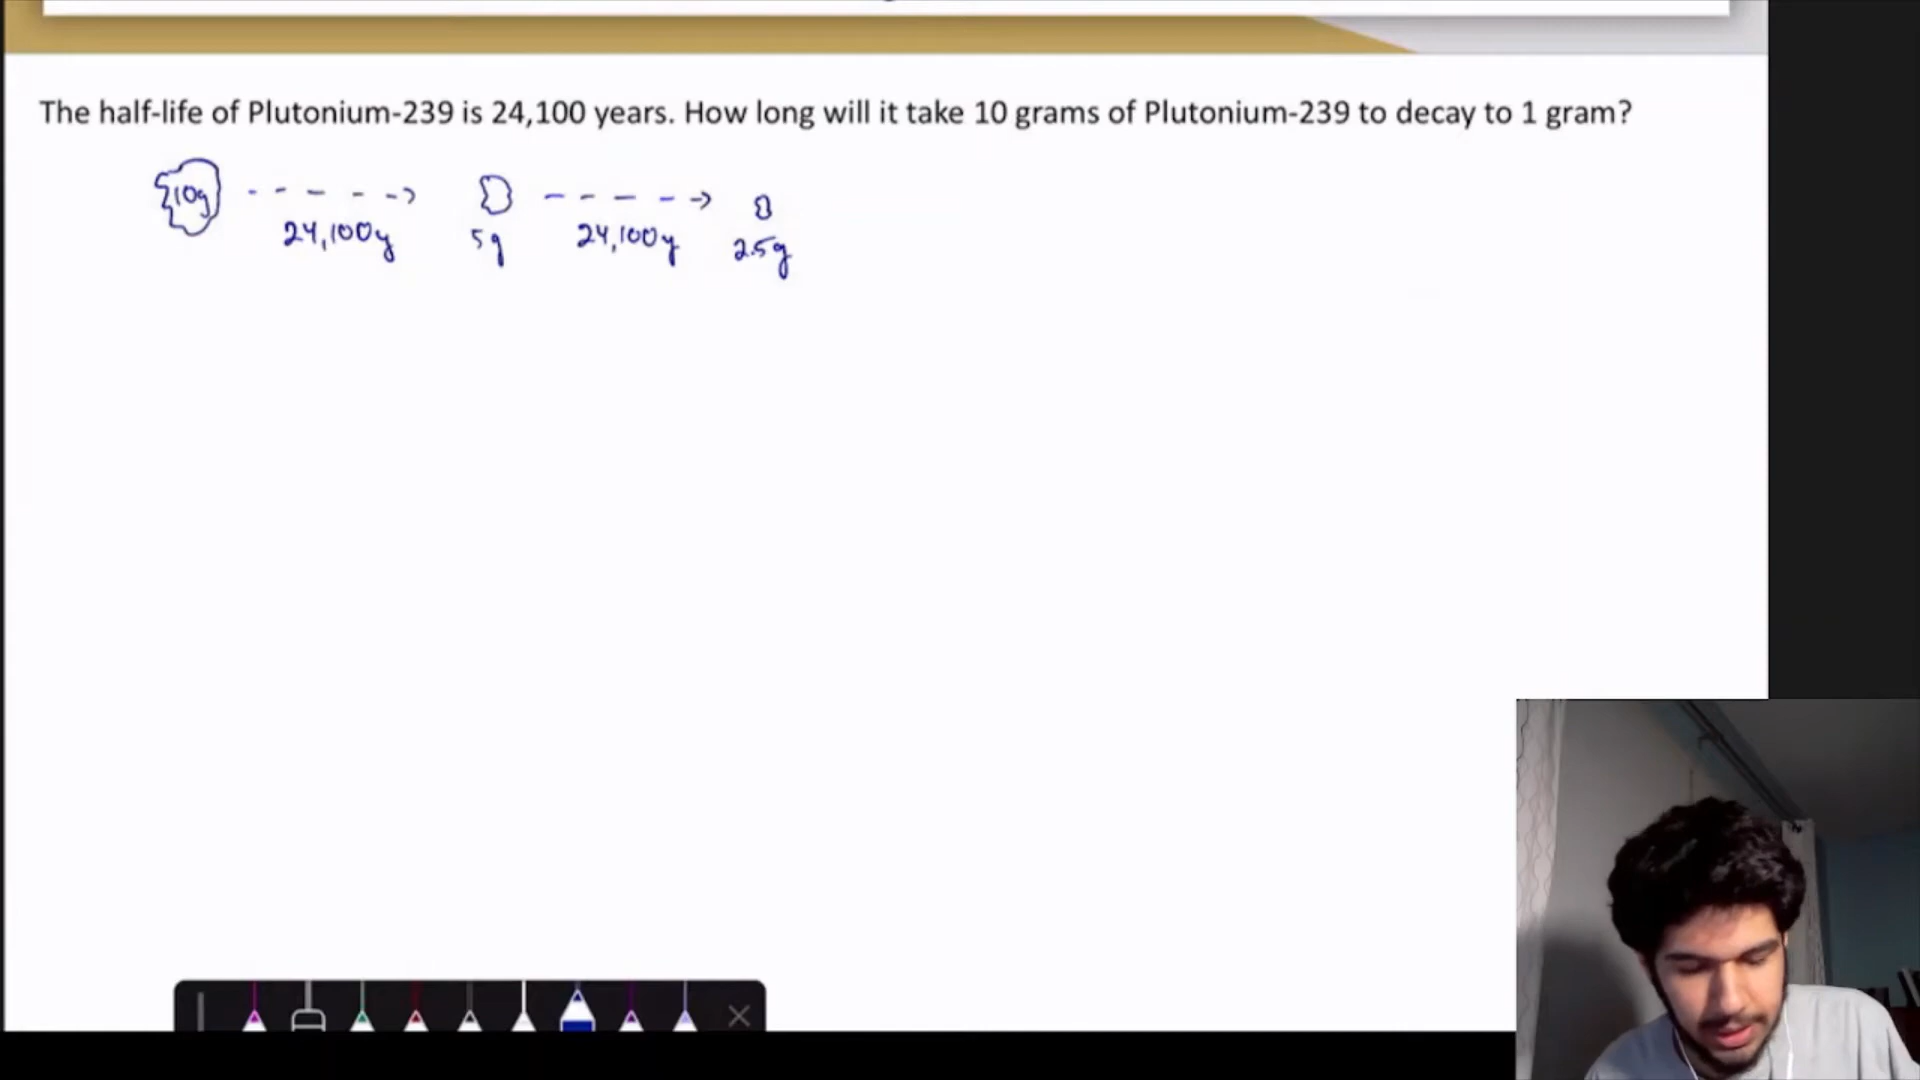 The half-life of Plutonium-239 is 24,100 years. How long will it take 10 grams of Plutonium-239 to decay to 1 gram?
10g
24,100y 5g 24,100y 2.5g